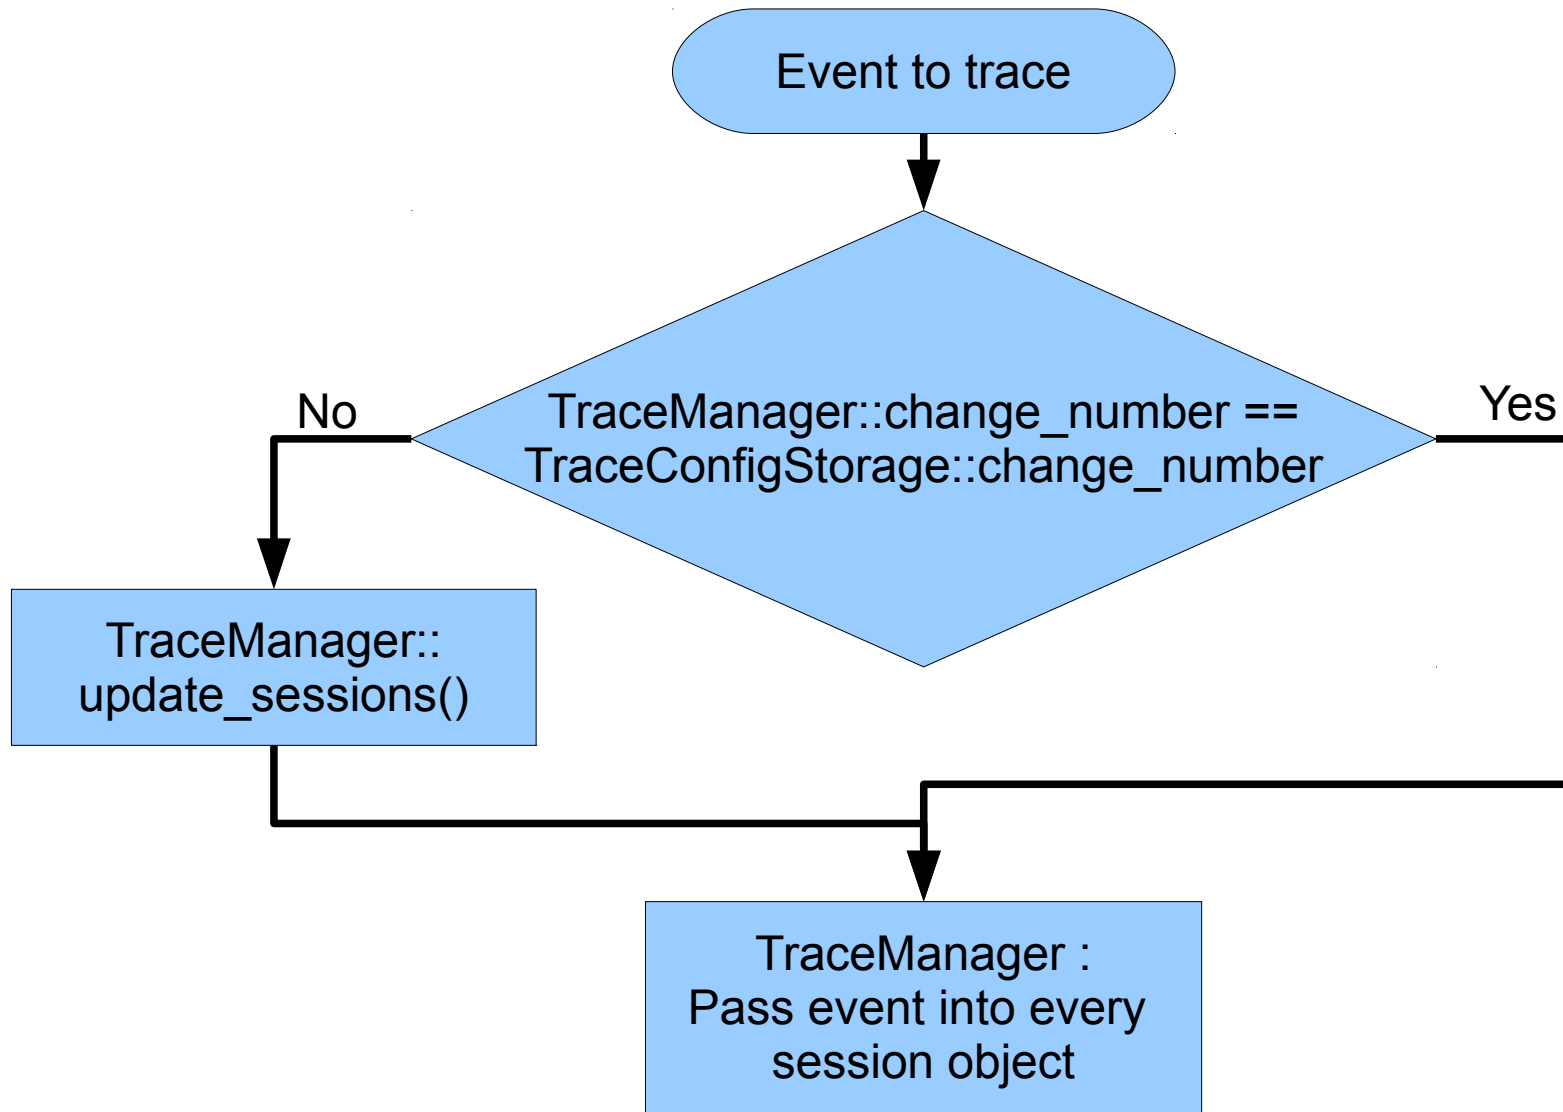 Event to trace
No
TraceManager::change_number ==
TraceConfigStorage::change_number
Yes
TraceManager::
update_sessions()
TraceManager :
Pass event into every
session object